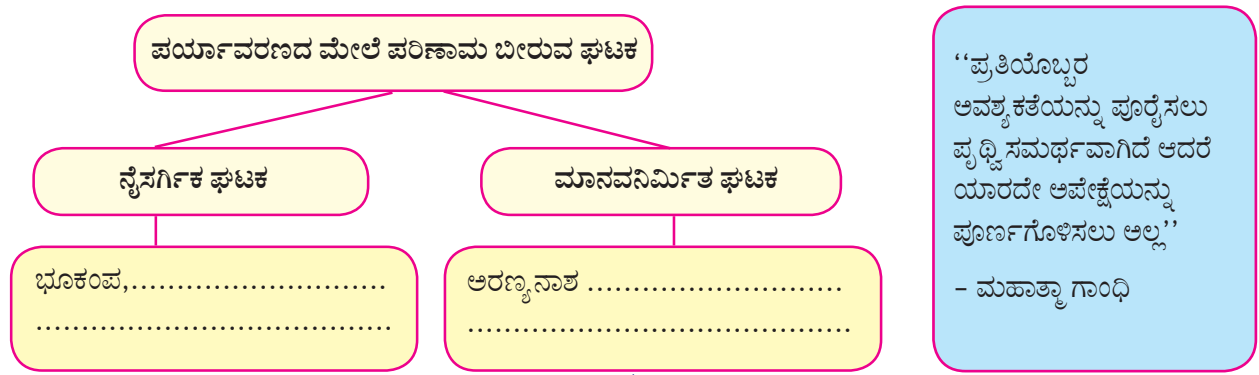 ಪರ್ಯಾವರಣದ ಮೇಲೆ ಪರಿಣಾಮ ಬೀರುವ ಘಟಕ
ನೈಸರ್ಗಿಕ ಘಟಕ
ಮಾನವನಿರ್ಮಿತ ಘಟಕ
ಭೂಕಂಪ,............................
.......................................
ಅರಣ್ಯನಾಶ ............................
..........................................
‘‘ಪ್ರತಿಯೊಬ್ಬರ
ಅವಶ್ಯಕತೆಯನ್ನು ಪೂರೈಸಲು
ಪೃಥ್ವಿ ಸಮರ್ಥವಾಗಿದೆ ಆದರೆ
ಯಾರದೇ ಅಪೇಕ್ಷೆಯನ್ನು
ಪೂರ್ಣಗೊಳಿಸಲು ಅಲ್ಲ’’
– ಮಹಾತ್ಮಾ ಗಾಂಧಿ